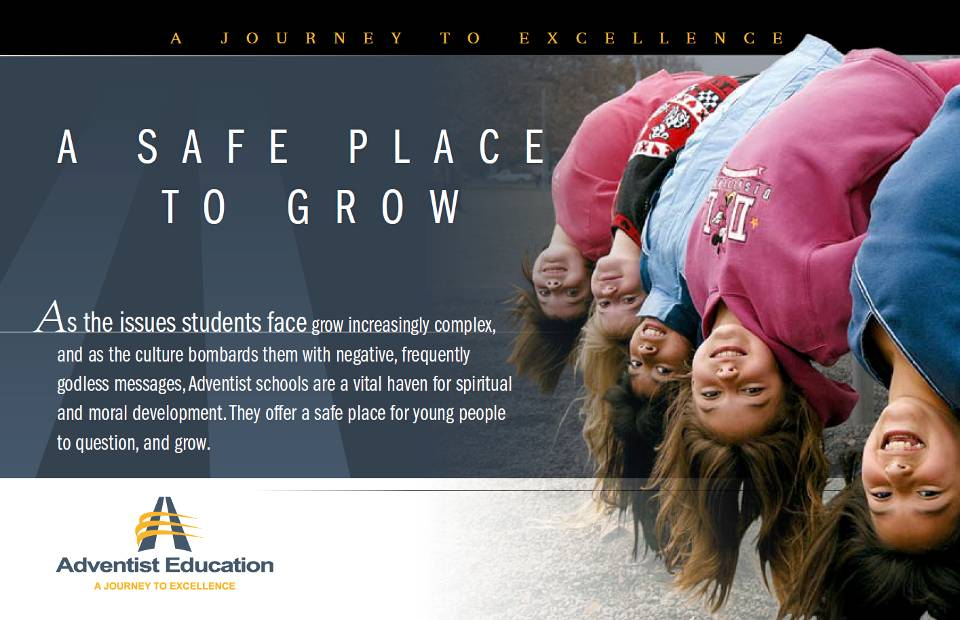 A JOURNEY TO EXCELLENCE
A SAFE PLACE
TO GROW
As the issues students face grow increasingly complex,
and as the culture bombards them with negative, frequently
godless messages, Adventist schools are a vital haven for spiritual
and moral development. They offer a safe place for young people
to question, and grow.
Adventist Education
A JOURNEY TO EXCELLENCE